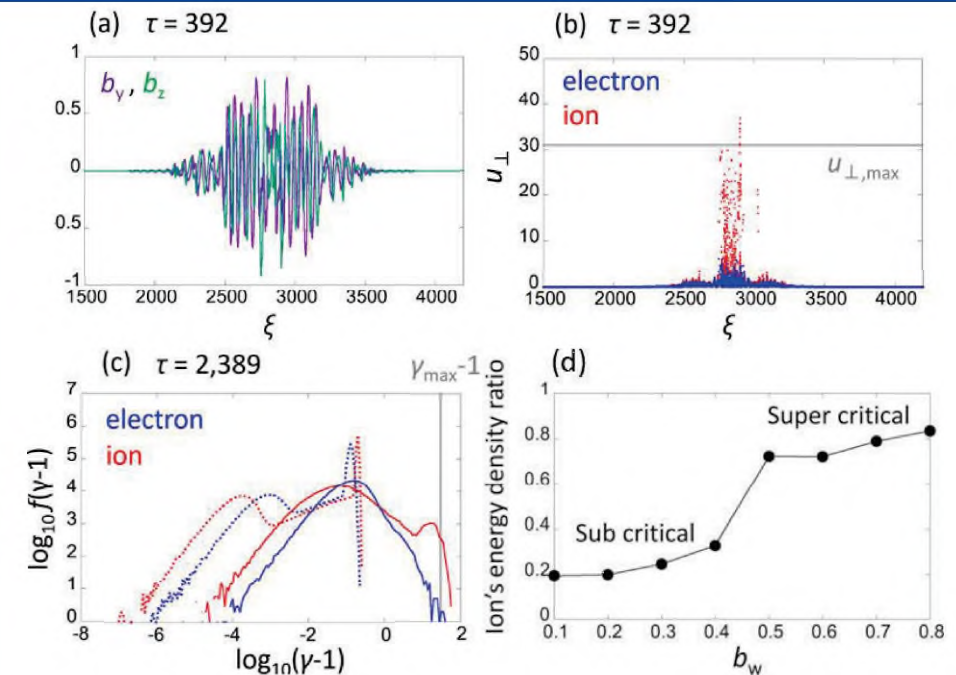 (a) τ = 392
b_y , b_z
1
0.5
0
0.5
-1
1500 2000 2500 3000 3500 4000
ξ
(b) τ = 392
electron
ion
u⊥,max
u⊥
50
40
30
20
10
0
1500 2000 2500 3000 3500 4000
ξ
(c) τ = 2,389
γmax-1
electron
ion
log10f(γ-1)
7
6
5
4
3
2
1
0
-8 -6 -4 -2 0 2
log10(γ-1)
(d)
Ion's energy density ratio
Super critical
Sub critical
1
0.8
0.6
0.4
0.2
0
0.1 0.2 0.3 0.4 0.5 0.6 0.7 0.8
b_w